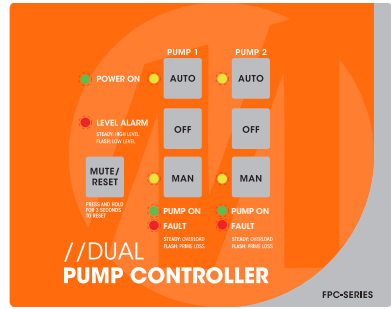 PUMP 1 PUMP 2
POWER ON AUTO AUTO
LEVEL ALARM
STEADY: HIGH LEVEL
FLASH: LOW LEVEL
OFF OFF
MUTE/
RESET
MAN MAN
PRESS AND HOLD
FOR 3 SECONDS
TO RESET
PUMP ON PUMP ON
FAULT FAULT
STEADY: OVERLOAD STEADY: OVERLOAD
FLASH: PRIME LOSS FLASH: PRIME LOSS
//DUAL
PUMP CONTROLLER
FPC-SERIES